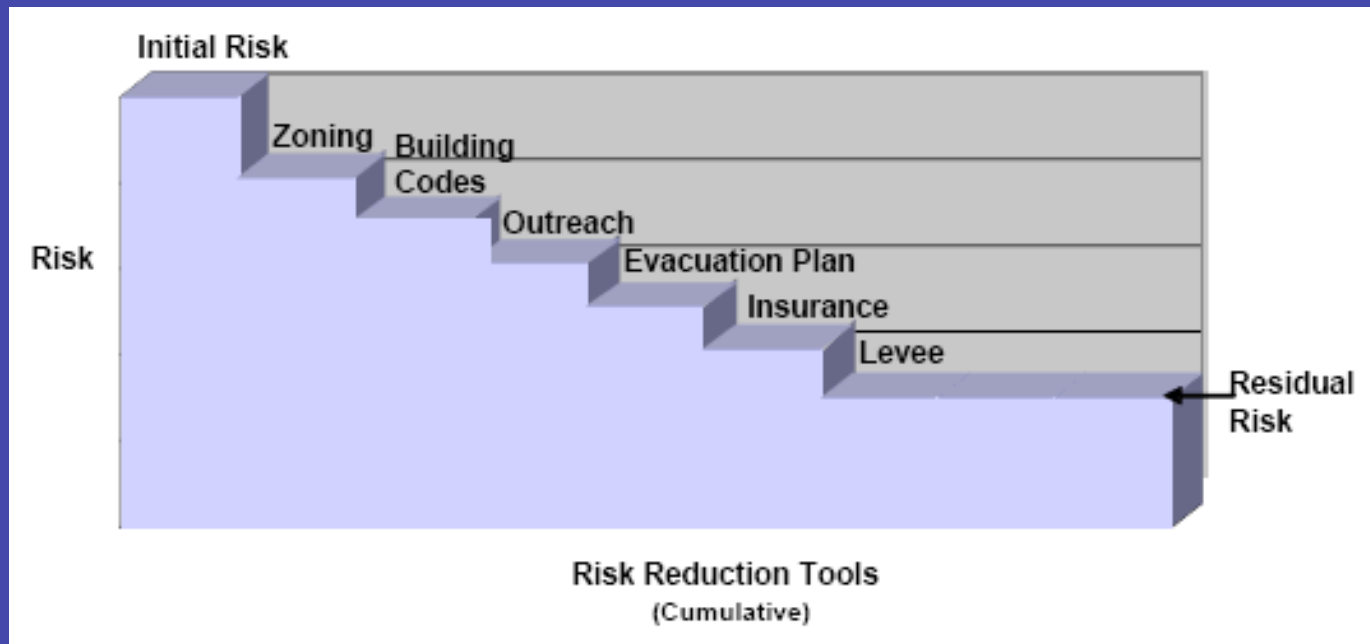 Initial Risk
Zoning
Building
Codes
Outreach
Risk
Evacuation Plan
Insurance
Levee
Residual
Risk
Risk Reduction Tools
(Cumulative)